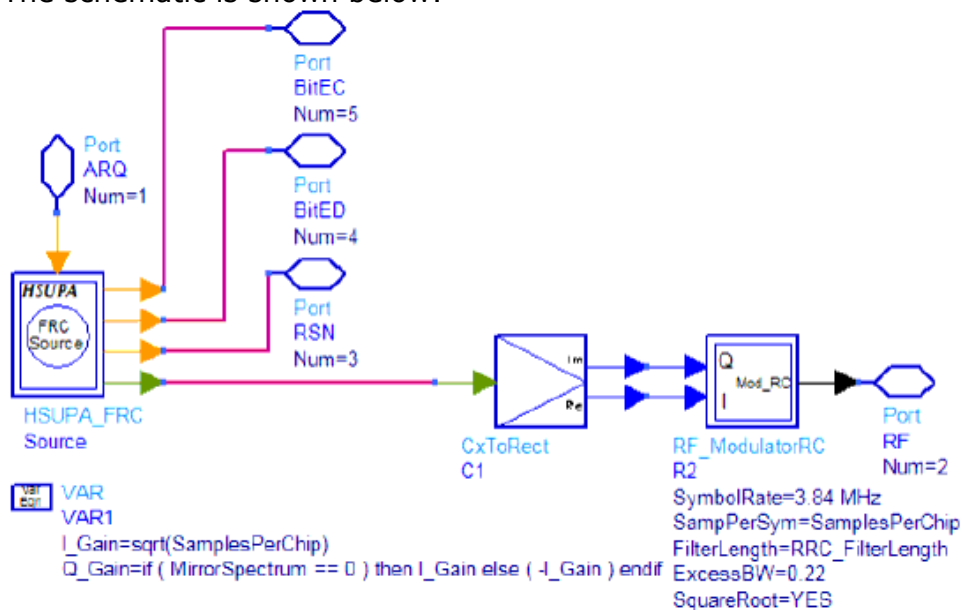 The schematic is shown below:
Port
BitEC
Num=5
Port
ARQ
Num=1
Port
BitED
Num=4
HSUPA
FRC
Source
Port
RSN
Num=3
HSUPA_FRC
Source
Im
Re
CxToRect
C1
Q
Mod_RC
I
RF_ModulatorRC
R2
SymbolRate=3.84 MHz
SampPerSym=SamplesPerChip
FilterLength=RRC_FilterLength
ExcessBW=0.22
SquareRoot=YES
Port
RF
Num=2
Var
Eqn
VAR
VAR1
I_Gain=sqrt(SamplesPerChip)
Q_Gain=if ( MirrorSpectrum == 0 ) then I_Gain else ( -I_Gain ) endif